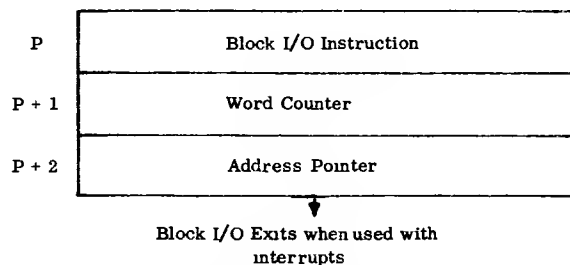 P Block I/O Instruction
P + 1 Word Counter
P + 2 Address Pointer
Block I/O Exits when used with
interrupts